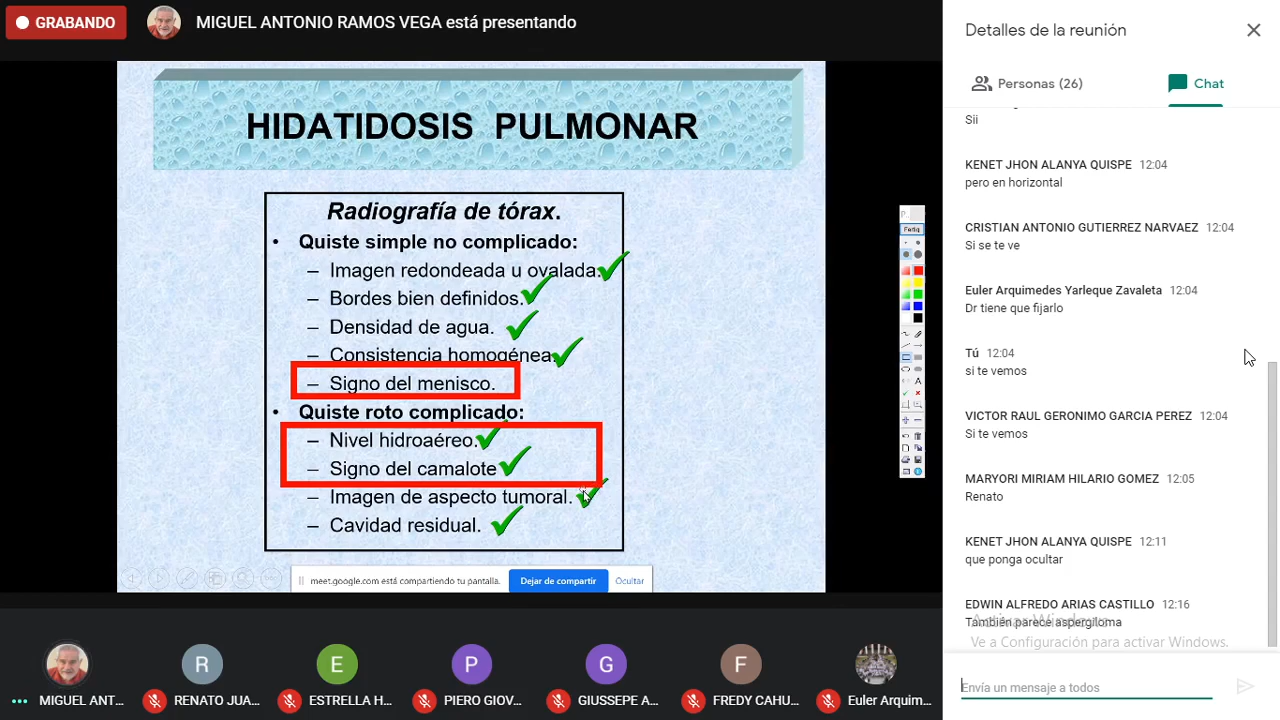 GRABANDO
MIGUEL ANTONIO RAMOS VEGA está presentando
HIDATIDOSIS PULMONAR
Radiografía de tórax.
• Quiste simple no complicado:
– Imagen redondeada u ovalada.
– Bordes bien definidos.
– Densidad de agua.
– Consistencia homogénea.
– Signo del menisco.
• Quiste roto complicado:
– Nivel hidroaéreo.
– Signo del camalote
– Imagen de aspecto tumoral.
– Cavidad residual.
meet.google.com está compartiendo tu pantalla.
Dejar de compartir
Ocultar
MIGUEL ANT...
RENATO JUA...
ESTRELLA H...
PIERO GIOV...
GIUSSEPE A...
FREDY CAHU...
Euler Arquim...
R
E
P
G
F
Detalles de la reunión
Personas (26)
Chat
Sii
KENET JHON ALANYA QUISPE 12:04
pero en horizontal
CRISTIAN ANTONIO GUTIERREZ NARVAEZ 12:04
Si se te ve
Euler Arquimedes Yarleque Zavaleta 12:04
Dr tiene que fijarlo
Tú 12:04
si te vemos
VICTOR RAUL GERONIMO GARCIA PEREZ 12:04
Si te vemos
MARYORI MIRIAM HILARIO GOMEZ 12:05
Renato
KENET JHON ALANYA QUISPE 12:11
que ponga ocultar
EDWIN ALFREDO ARIAS CASTILLO 12:16
También parece aspergiloma
Activar Windows
Ve a Configuración para activar Windows.
Envía un mensaje a todos